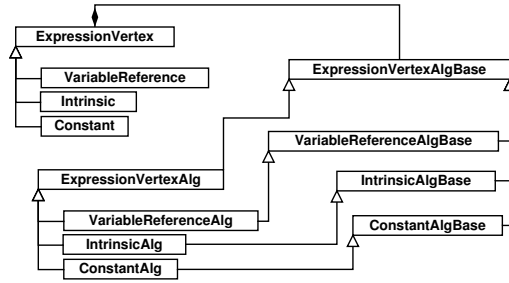 ExpressionVertex
ExpressionVertexAlgBase
VariableReference
Intrinsic
Constant
VariableReferenceAlgBase
ExpressionVertexAlg
IntrinsicAlgBase
VariableReferenceAlg
ConstantAlgBase
IntrinsicAlg
ConstantAlg